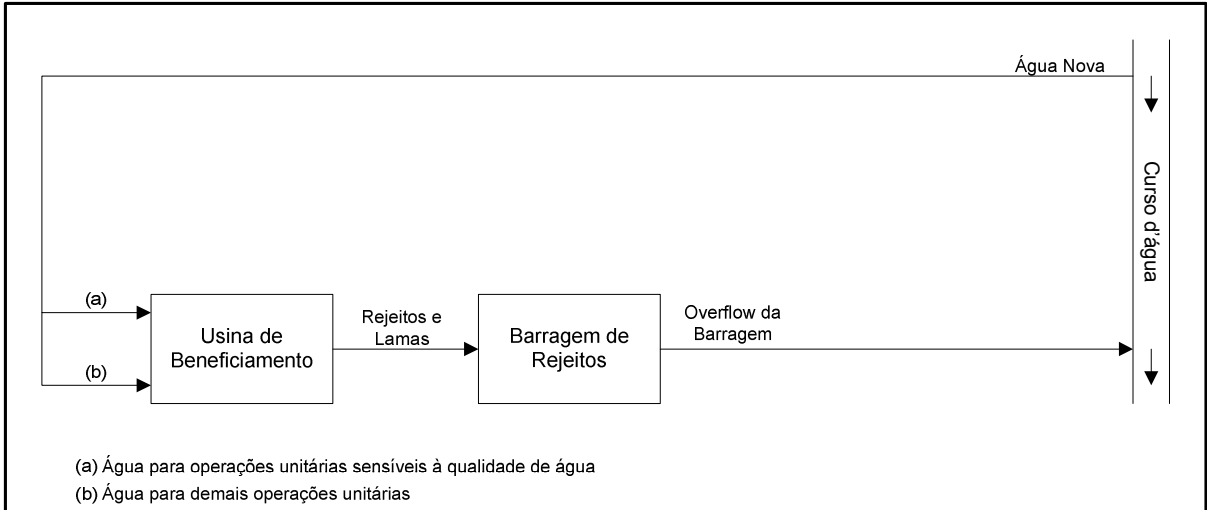 Água Nova
Curso d'água
(a)
(b)
Usina de
Beneficiamento
Rejeitos e
Lamas
Barragem de
Rejeitos
Overflow da
Barragem
(a) Água para operações unitárias sensíveis à qualidade de água
(b) Água para demais operações unitárias